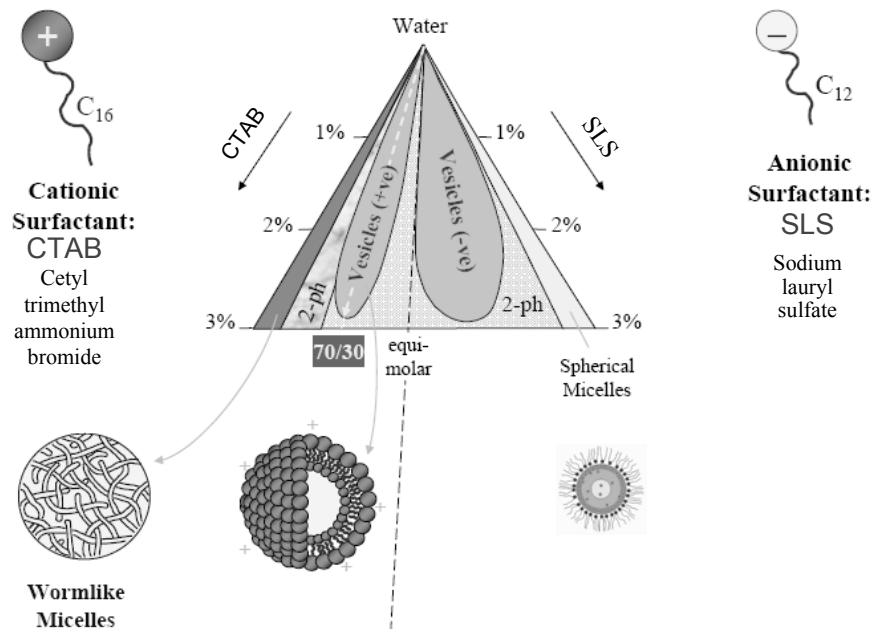 Water
+
C16
Cationic
Surfactant:
CTAB
Cetyl
trimethyl
ammonium
bromide
CTAB
SLS
1%
1%
2%
2%
3%
3%
Vesicles (+ve)
Vesicles (-ve)
2-ph
2-ph
70/30
equi-
molar
Spherical
Micelles
–
C12
Anionic
Surfactant:
SLS
Sodium
lauryl
sulfate
+
+
+
+
+
Wormlike
Micelles